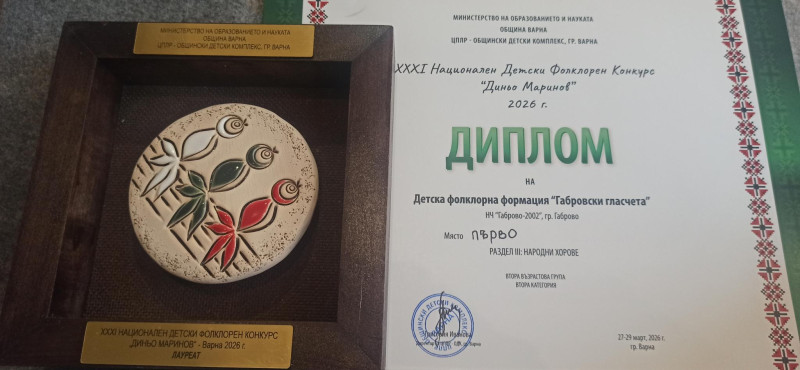 МИНИСТЕРСТВО НА ОБРАЗОВАНИЕТО И НАУКАТА
ОБЩИНА ВАРНА
ЦПЛР - ОБЩИНСКИ ДЕТСКИ КОМПЛЕКС, ГР. ВАРНА
XXXI НАЦИОНАЛЕН ДЕТСКИ ФОЛКЛОРЕН КОНКУРС
„ДИНЬО МАРИНОВ" - Варна 2026 г.
ЛАУРЕАТ
МИНИСТЕРСТВО НА ОБРАЗОВАНИЕТО И НАУКАТА
ОБЩИНА ВАРНА
ЦПЛР - ОБЩИНСКИ ДЕТСКИ КОМПЛЕКС, ГР. ВАРНА
XXXI Национален Детски Фолклорен Конкурс
“Диньо Маринов”
2026 г.
ДИПЛОМ
НА
Детска фолклорна формация "Габровски гласчета"
НЧ "Габрово-2002", гр. Габрово
Място първо
РАЗДЕЛ III: НАРОДНИ ХОРОВЕ
ВТОРА ВЪЗРАСТОВА ГРУПА
ВТОРА КАТЕГОРИЯ
27-29 март, 2026 г.
гр. Варна